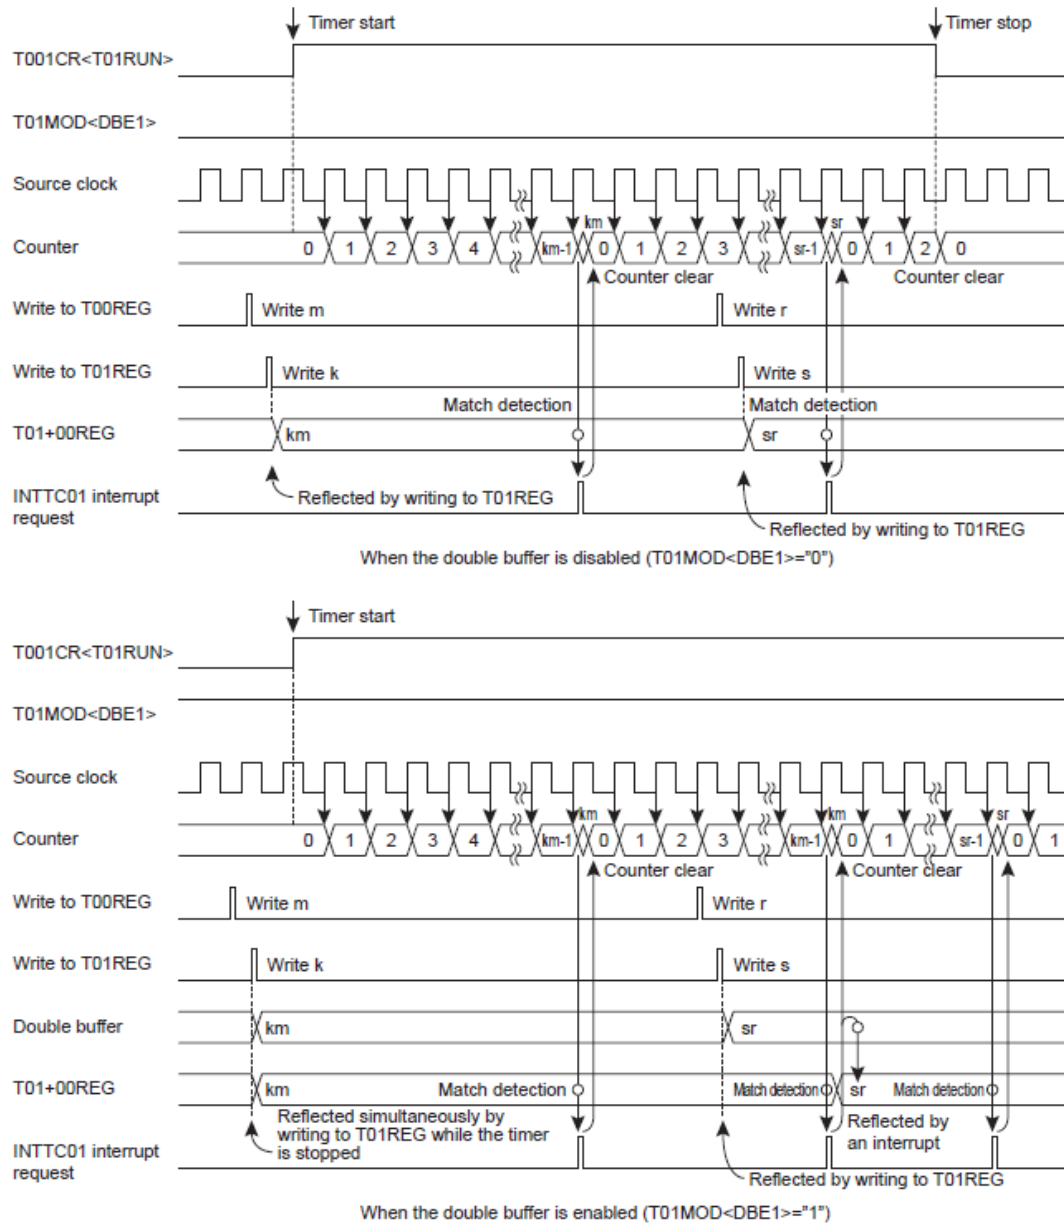 Timer start
Timer stop
T001CR<T01RUN>
T01MOD<DBE1>
Source clock
km
sr
Counter
0 1 2 3 4 km-1 0 1 2 3 sr-1 0 1 2 0
Counter clear
Counter clear
Write to T00REG
Write m
Write r
Write to T01REG
Write k
Write s
Match detection
Match detection
T01+00REG
km
sr
INTTC01 interrupt
request
Reflected by writing to T01REG
Reflected by writing to T01REG
When the double buffer is disabled (T01MOD<DBE1>="0")
Timer start
T001CR<T01RUN>
T01MOD<DBE1>
Source clock
km
km
sr
Counter
0 1 2 3 4 km-1 0 1 2 3 km-1 0 1 sr-1 0 1
Counter clear
Counter clear
Write to T00REG
Write m
Write r
Write to T01REG
Write k
Write s
Double buffer
km
sr
T01+00REG
km
Match detection
Match detection
sr
Match detection
Reflected simultaneously by
writing to T01REG while the timer
is stopped
Reflected by
an interrupt
INTTC01 interrupt
request
Reflected by writing to T01REG
When the double buffer is enabled (T01MOD<DBE1>="1")